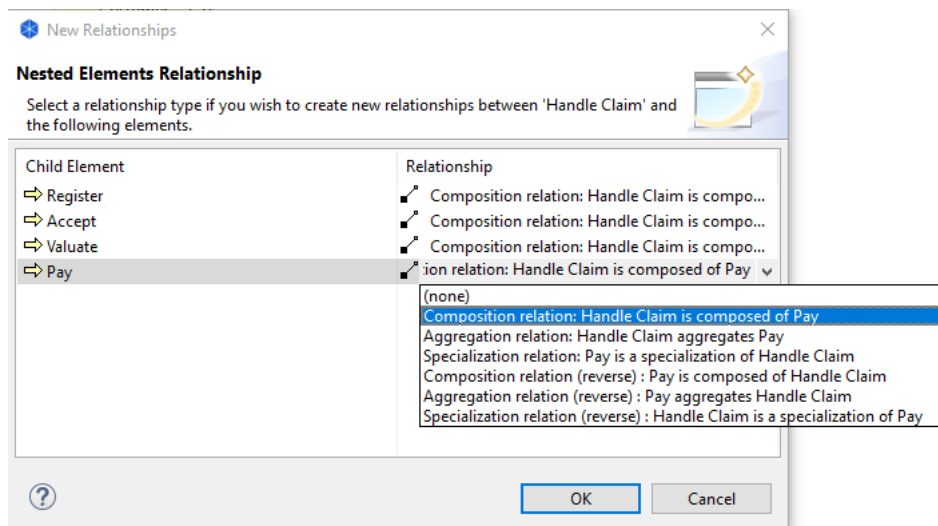 New Relationships
Nested Elements Relationship
Select a relationship type if you wish to create new relationships between 'Handle Claim' and
the following elements.
Child Element Relationship
Register Composition relation: Handle Claim is compo...
Accept Composition relation: Handle Claim is compo...
Valuate Composition relation: Handle Claim is compo...
Pay :ion relation: Handle Claim is composed of Pay
(none)
Composition relation: Handle Claim is composed of Pay
Aggregation relation: Handle Claim aggregates Pay
Specialization relation: Pay is a specialization of Handle Claim
Composition relation (reverse) : Pay is composed of Handle Claim
Aggregation relation (reverse) : Pay aggregates Handle Claim
Specialization relation (reverse) : Handle Claim is a specialization of Pay
? OK Cancel